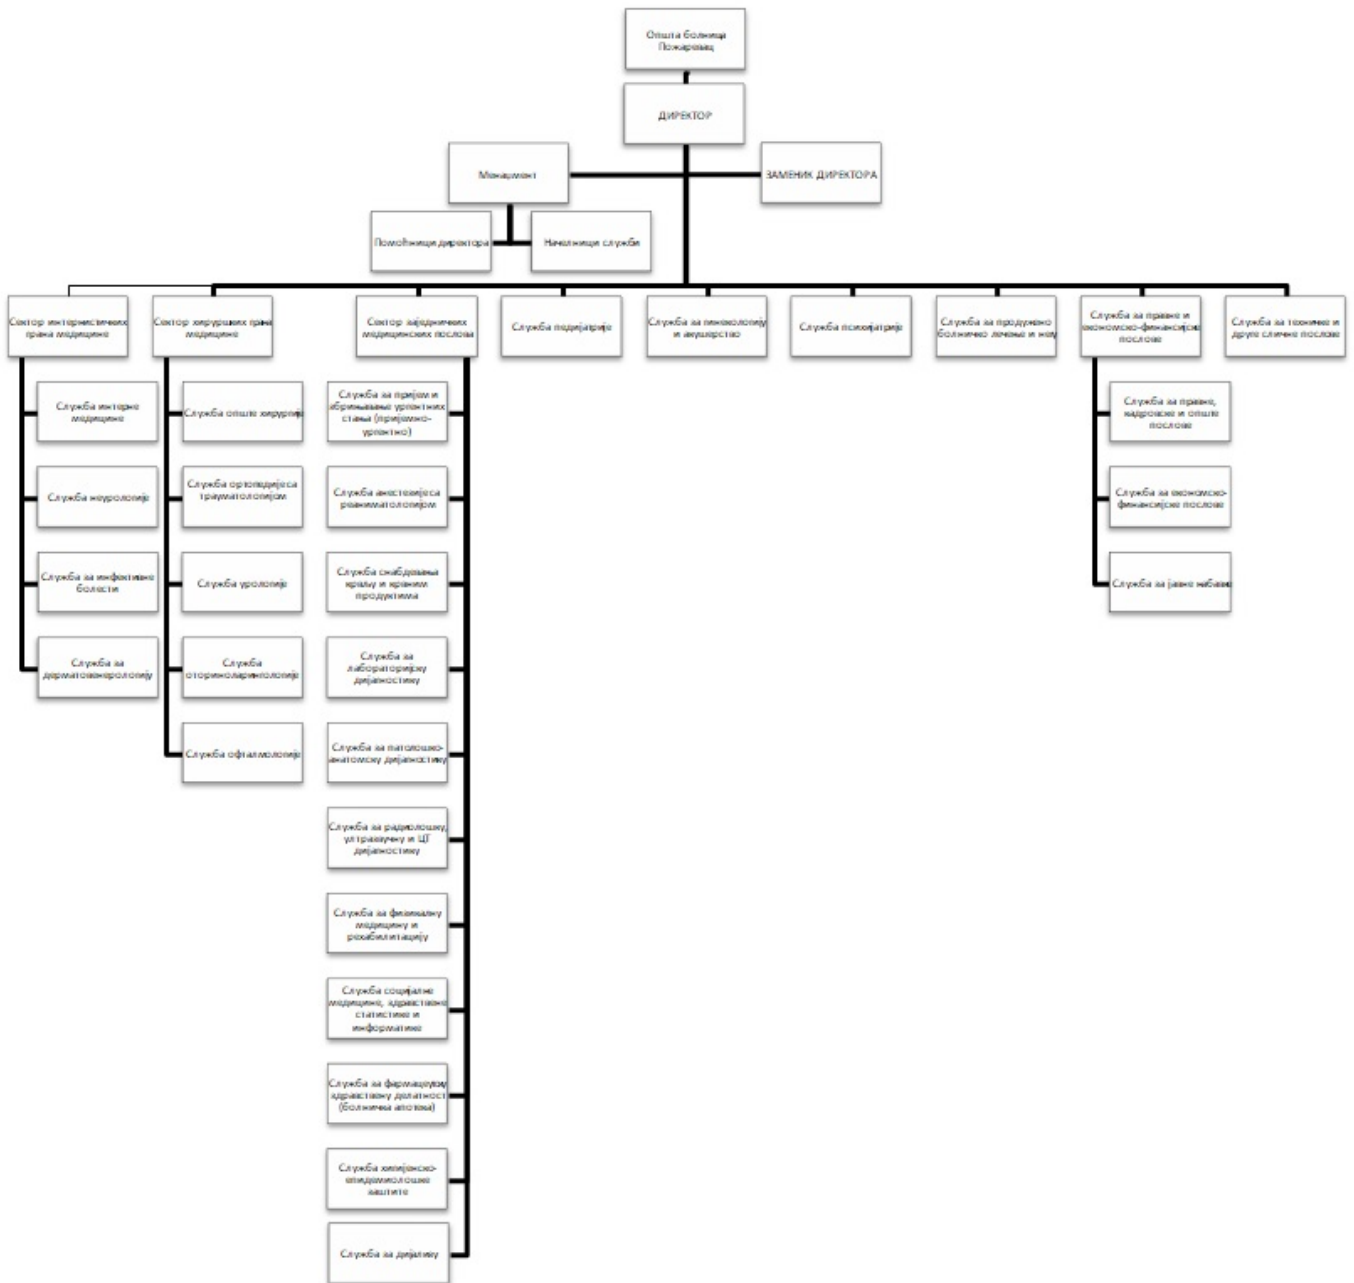 Општа болница
Пожаревац
ДИРЕКТОР
Менаџмент
ЗАМЕНИК ДИРЕКТОРА
Помоћници директора
Начелници служби
Сектор интернистичких
грана медицине
Сектор хируршких грана
медицине
Сектор заједничких
медицинских послова
Служба педијатрије
Служба за гинекологију
и акушерство
Служба психијатрије
Служба за продужено
болничко лечење и негу
Служба за правне и
економско-финансијске
послове
Служба за техничке и
друге сличне послове
Служба интерне
медицине
Служба неурологије
Служба за инфективне
болести
Служба за
дерматовенерологију
Служба опште хирургије
Служба ортопедије са
трауматологијом
Служба урологије
Служба
оториноларингологије
Служба офталмологије
Служба за пријем и
збрињавање ургентних
стања (пријемно-
ургентно)
Служба анестезије са
реаниматологијом
Служба снабдевања
крвљу и крвним
продуктима
Служба за
лабораторијску
дијагностику
Служба за патолошко-
анатомску дијагностику
Служба за радиолошку,
ултразвучну и ЦТ
дијагностику
Служба за физикалну
медицину и
рехабилитацију
Служба социјалне
медицине, здравствене
статистике и
информатике
Служба за
здравствену делатност
(болничка апотека)
Служба хигијенско-
епидемиолошке
заштите
Служба за дијализу
Служба за правне,
кадровске и опште
послове
Служба за економско-
финансијске послове
Служба за јавне набавке